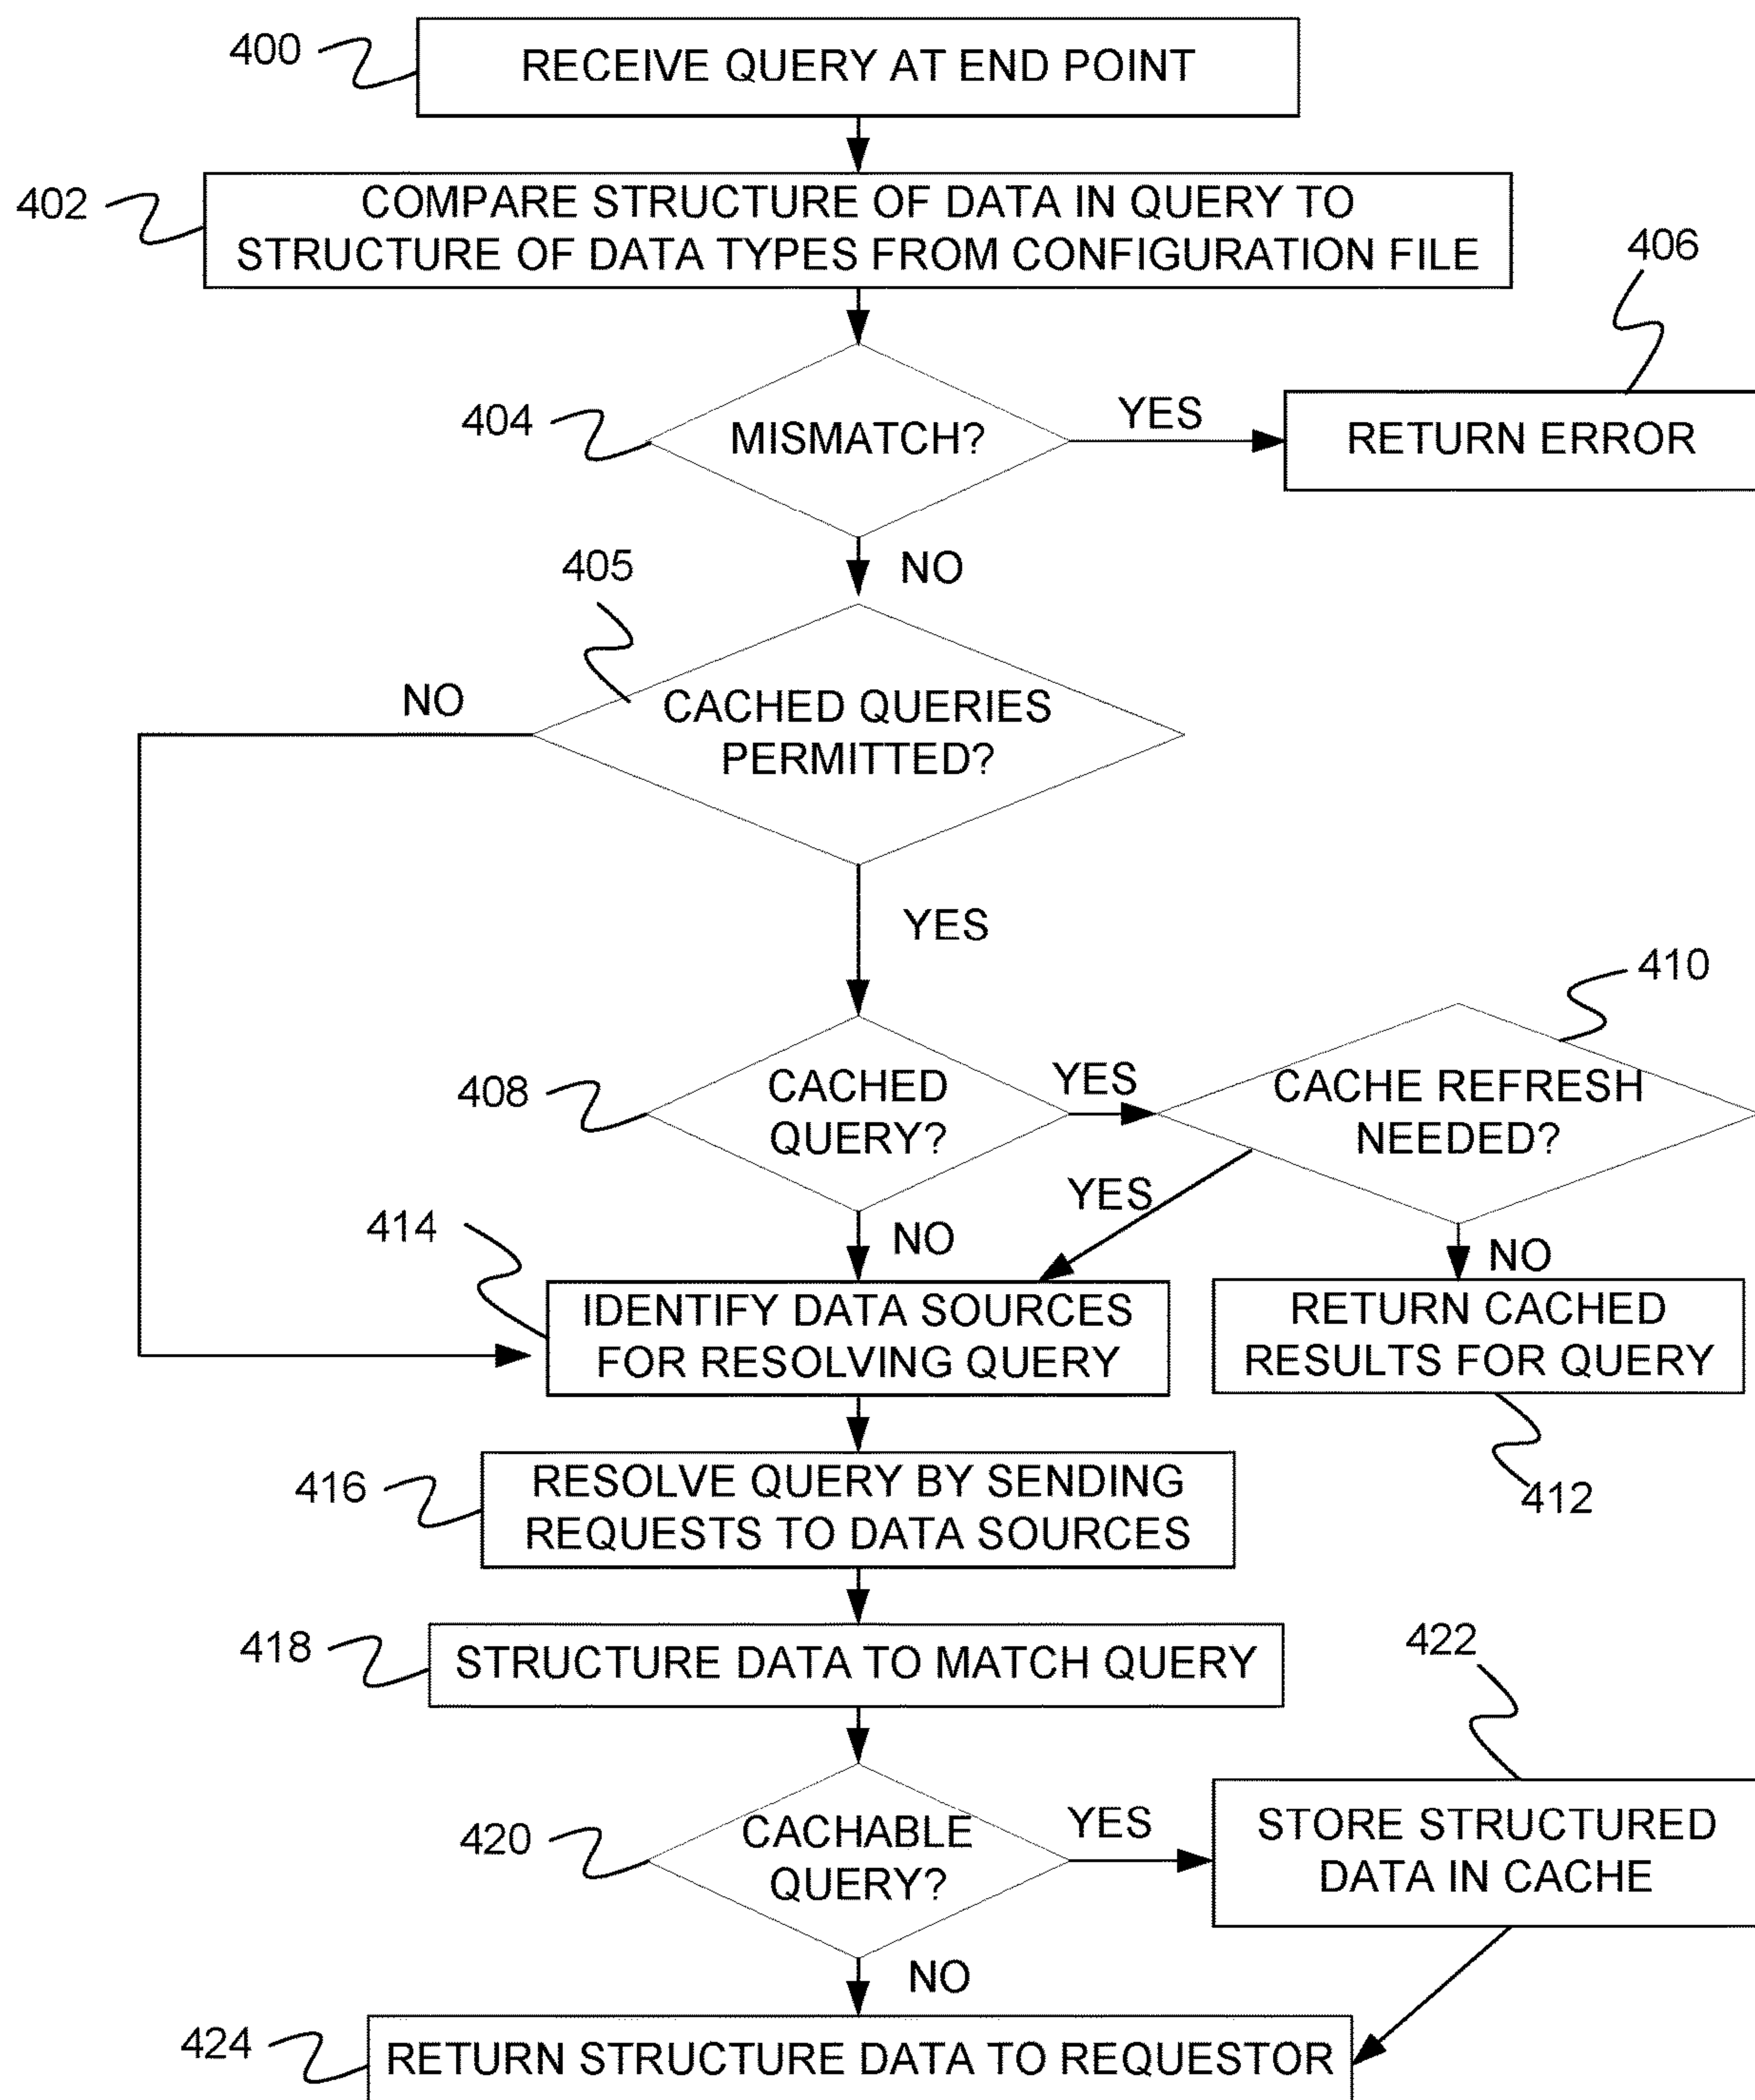 400
RECEIVE QUERY AT END POINT
402
COMPARE STRUCTURE OF DATA IN QUERY TO
STRUCTURE OF DATA TYPES FROM CONFIGURATION FILE
406
404
MISMATCH?
YES
RETURN ERROR
NO
405
NO
CACHED QUERIES
PERMITTED?
YES
410
408
CACHED
QUERY?
YES
CACHE REFRESH
NEEDED?
YES
NO
NO
414
IDENTIFY DATA SOURCES
FOR RESOLVING QUERY
RETURN CACHED
RESULTS FOR QUERY
412
416
RESOLVE QUERY BY SENDING
REQUESTS TO DATA SOURCES
418
STRUCTURE DATA TO MATCH QUERY
422
420
CACHABLE
QUERY?
YES
STORE STRUCTURED
DATA IN CACHE
NO
424
RETURN STRUCTURE DATA TO REQUESTOR